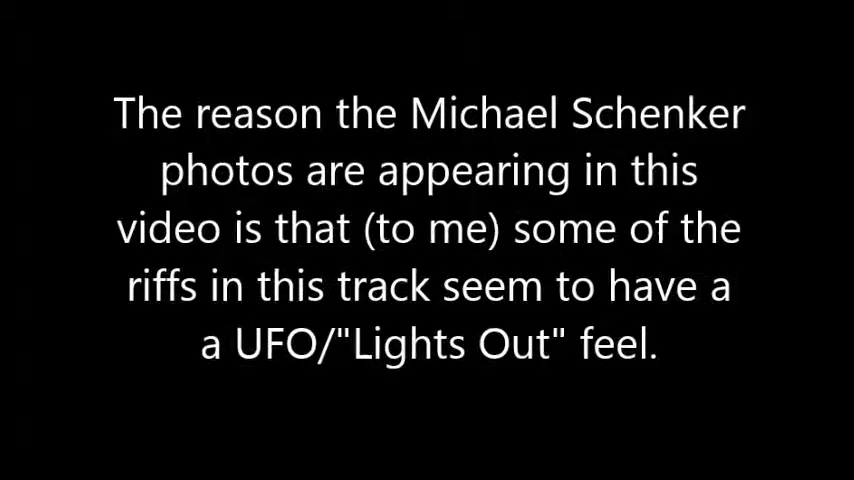 The reason the Michael Schenker
photos are appearing in this
video is that (to me) some of the
riffs in this track seem to have a
a UFO/"Lights Out" feel.